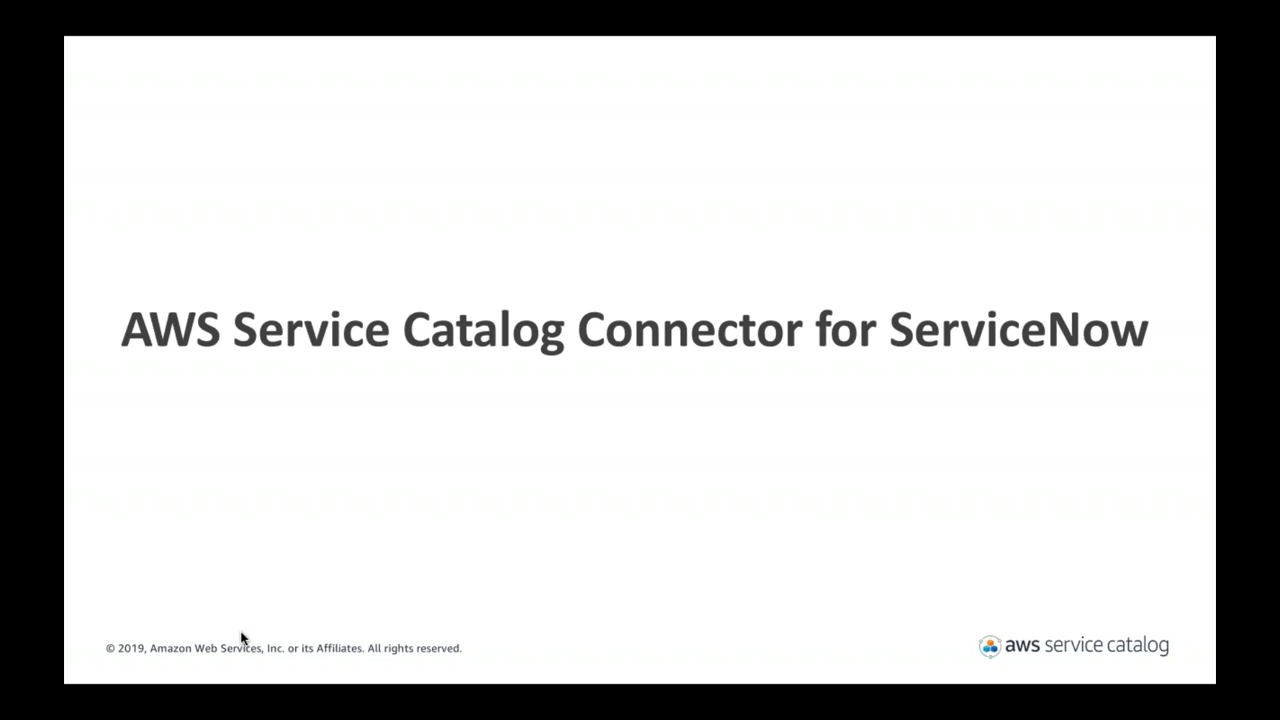 AWS Service Catalog Connector for ServiceNow
© 2019, Amazon Web Services, Inc. or its Affiliates. All rights reserved.
aws service catalog